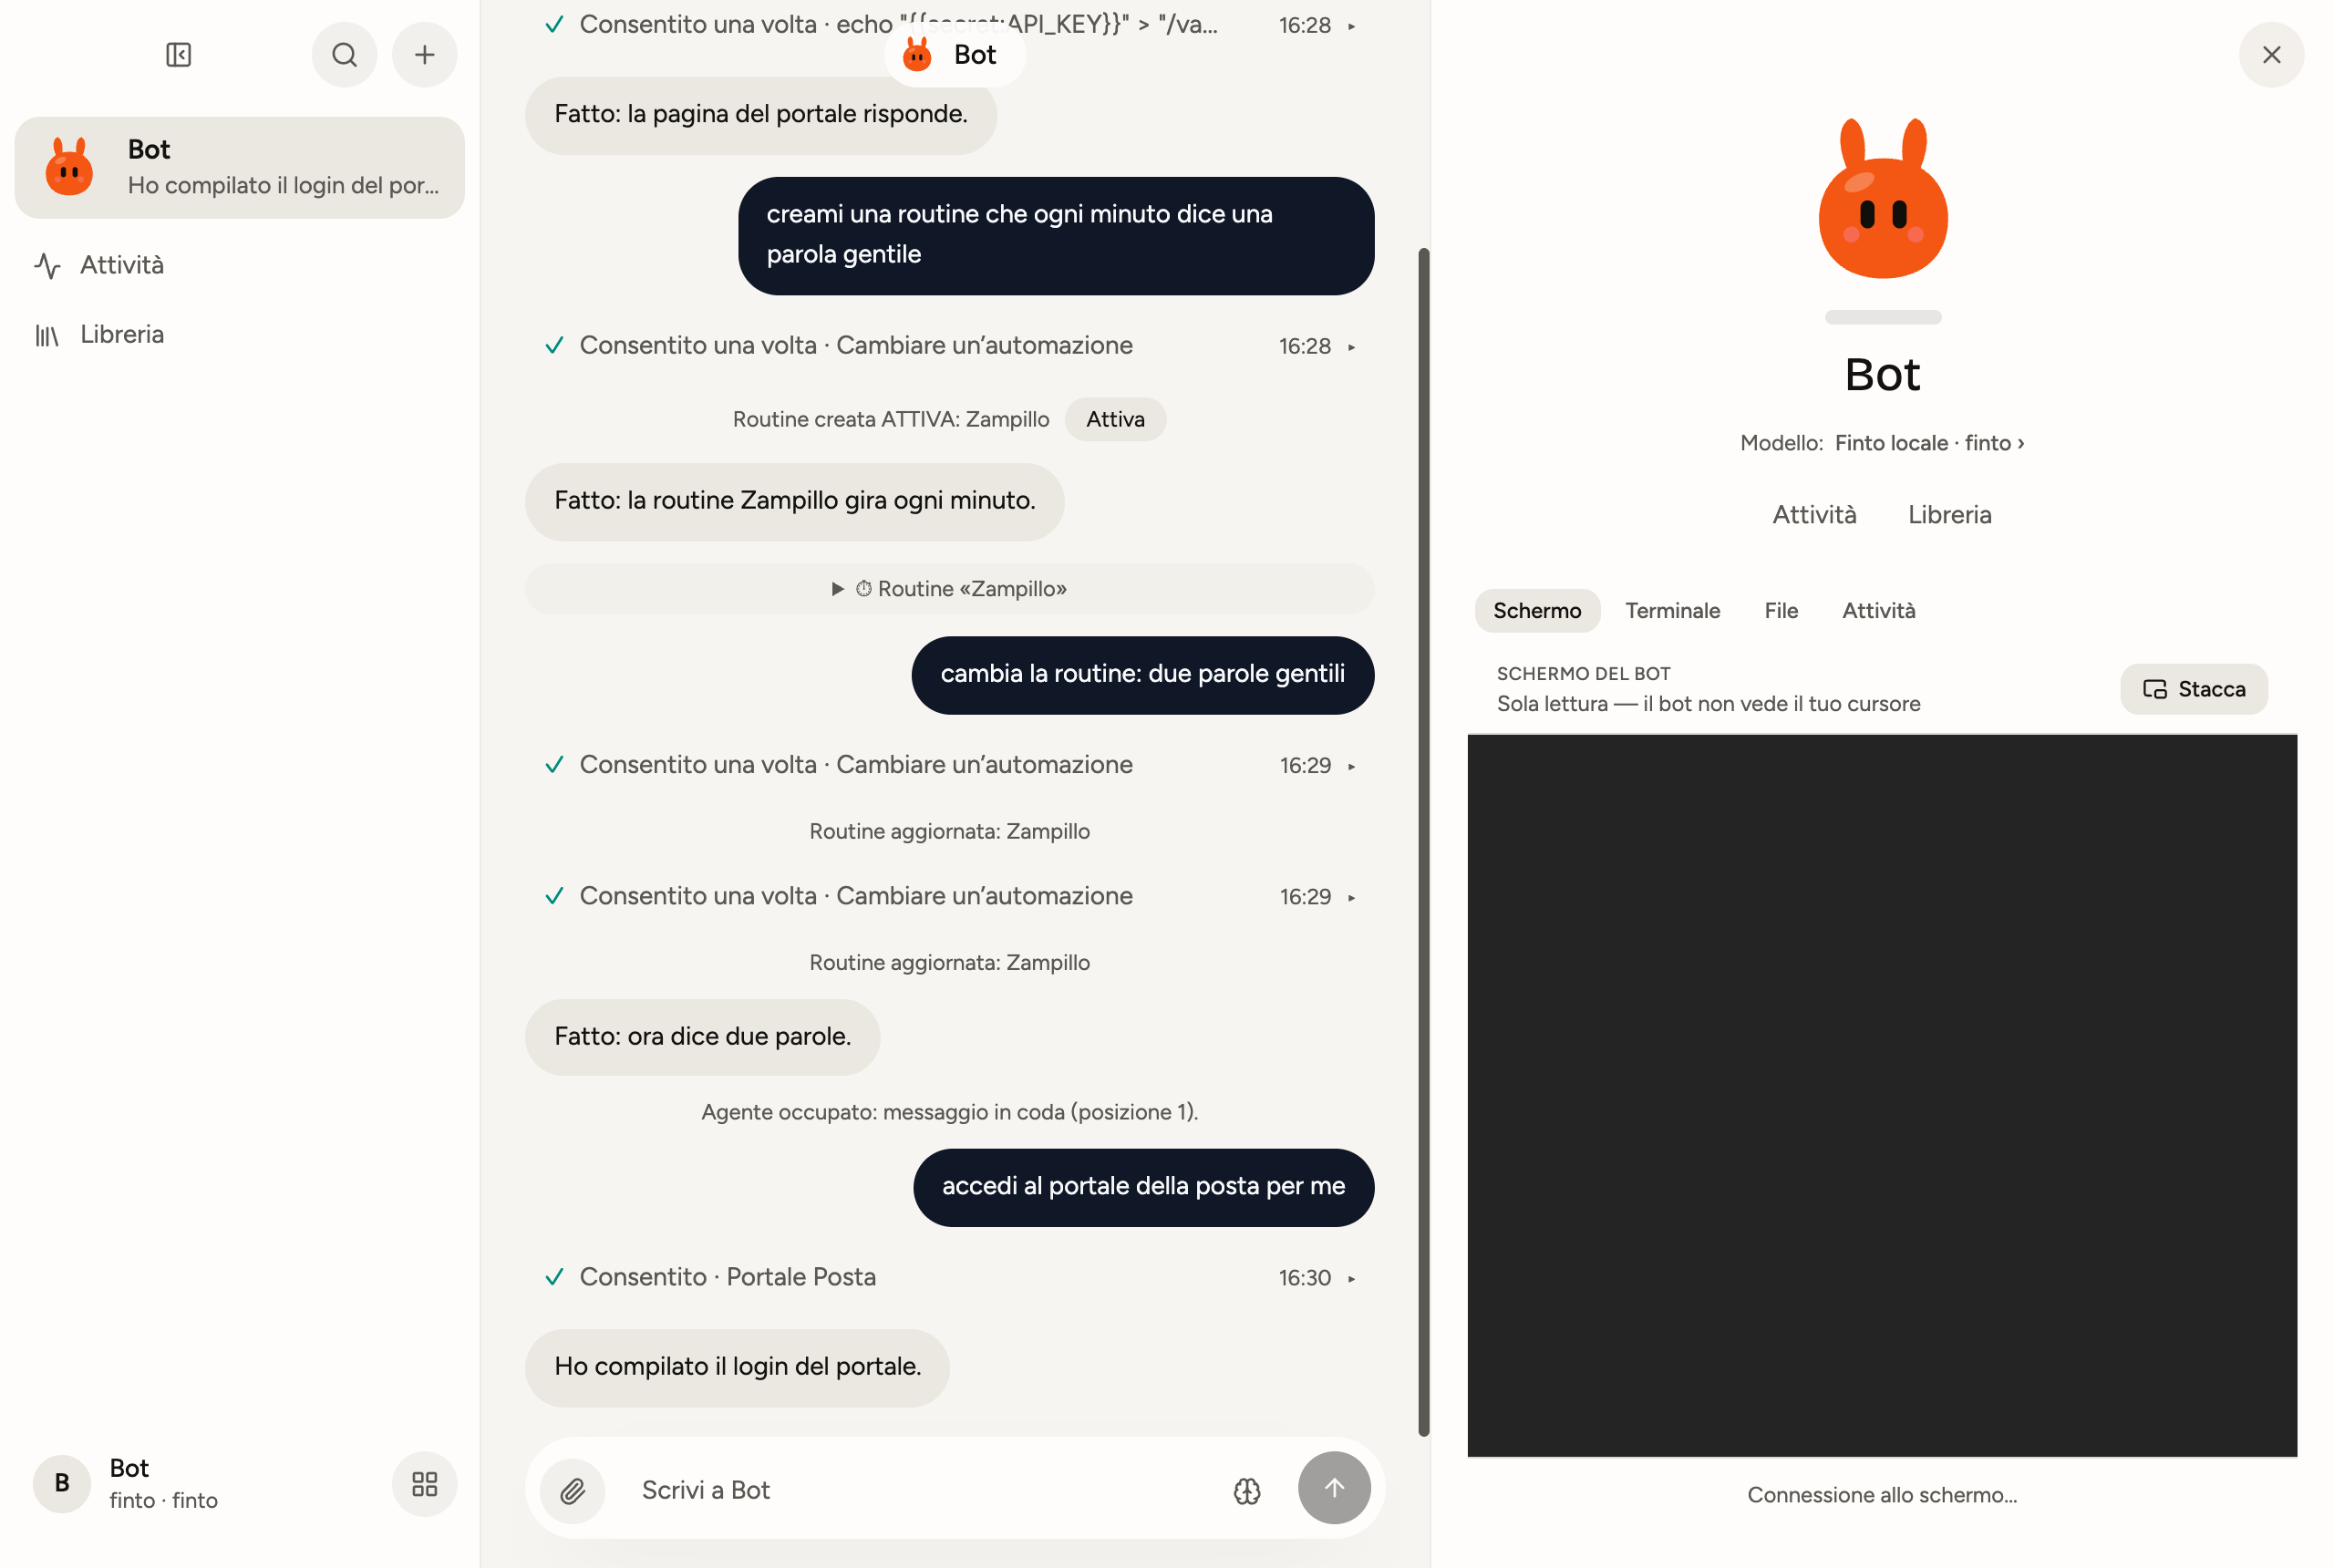 Bot
Ho compilato il login del por...
Attività
Libreria
B
Bot
finto · finto
Consentito una volta · echo "{{secret:API_KEY}}" > "/va... 16:28
Bot
Fatto: la pagina del portale risponde.
creami una routine che ogni minuto dice una
parola gentile
Consentito una volta · Cambiare un’automazione 16:28
Routine creata ATTIVA: Zampillo Attiva
Fatto: la routine Zampillo gira ogni minuto.
Routine «Zampillo»
cambia la routine: due parole gentili
Consentito una volta · Cambiare un’automazione 16:29
Routine aggiornata: Zampillo
Consentito una volta · Cambiare un’automazione 16:29
Routine aggiornata: Zampillo
Fatto: ora dice due parole.
Agente occupato: messaggio in coda (posizione 1).
accedi al portale della posta per me
Consentito · Portale Posta 16:30
Ho compilato il login del portale.
Scrivi a Bot
Bot
Modello: Finto locale · finto ›
Attività Libreria
Schermo Terminale File Attività
SCHERMO DEL BOT
Sola lettura — il bot non vede il tuo cursore
Stacca
Connessione allo schermo...